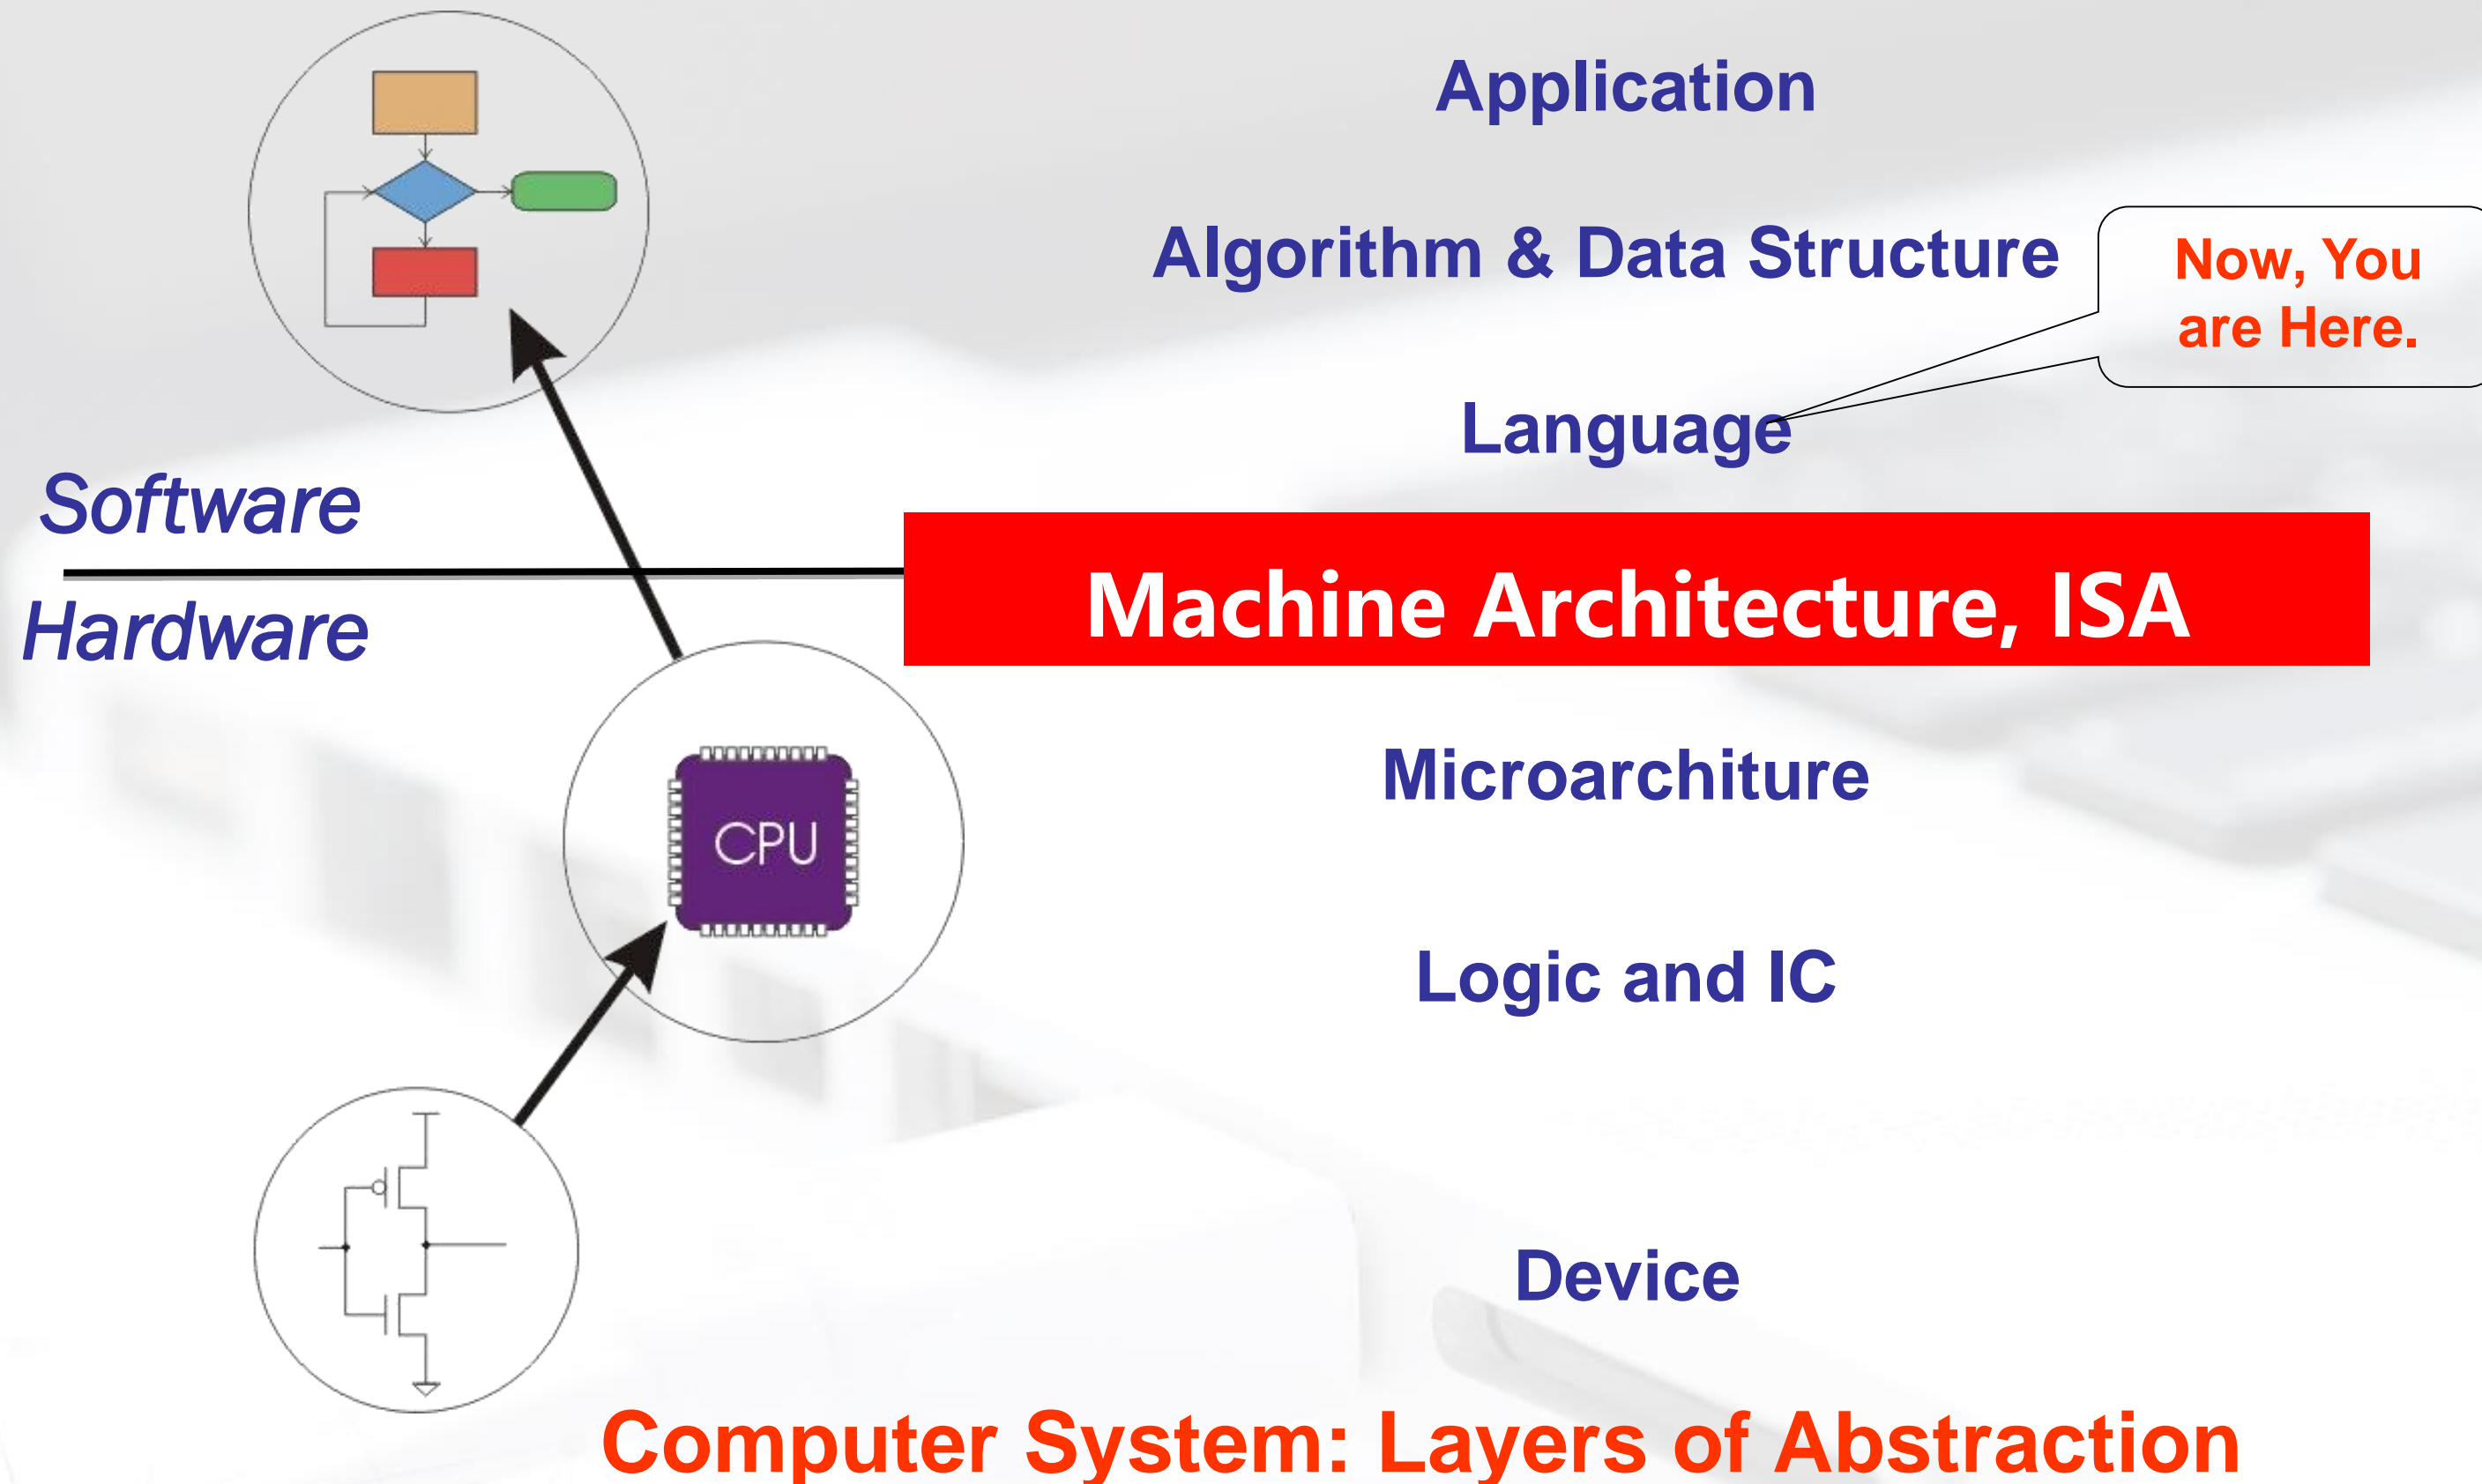 Application
Algorithm & Data Structure
Now, You
are Here.
Language
Software
Machine Architecture, ISA
Hardware
Microarchiture
CPU
Logic and IC
Device
Computer System: Layers of Abstraction